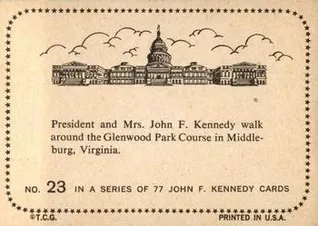 President and Mrs. John F. Kennedy walk
around the Glenwood Park Course in Middle-
burg, Virginia.
NO. 23 IN A SERIES OF 77 JOHN F. KENNEDY CARDS
©T.C.G. PRINTED IN U.S.A.